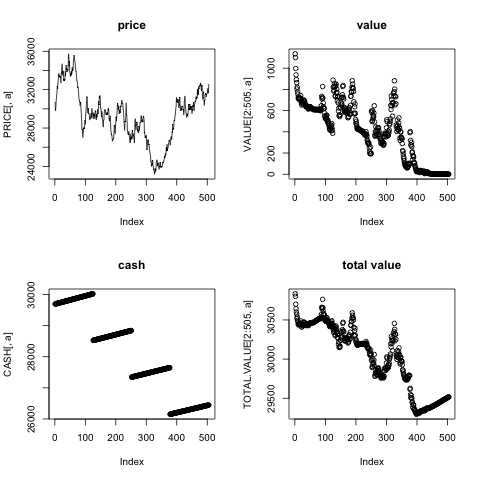 price
PRICE[, a]
24000 28000 32000 36000
0 100 200 300 400 500
Index
value
VALUE[2:505, a]
0 200 600 1000
0 100 200 300 400 500
Index
cash
CASH[, a]
26000 28000 30000
0 100 200 300 400 500
Index
total value
TOTAL.VALUE[2:505, a]
29500 30000 30500
0 100 200 300 400 500
Index